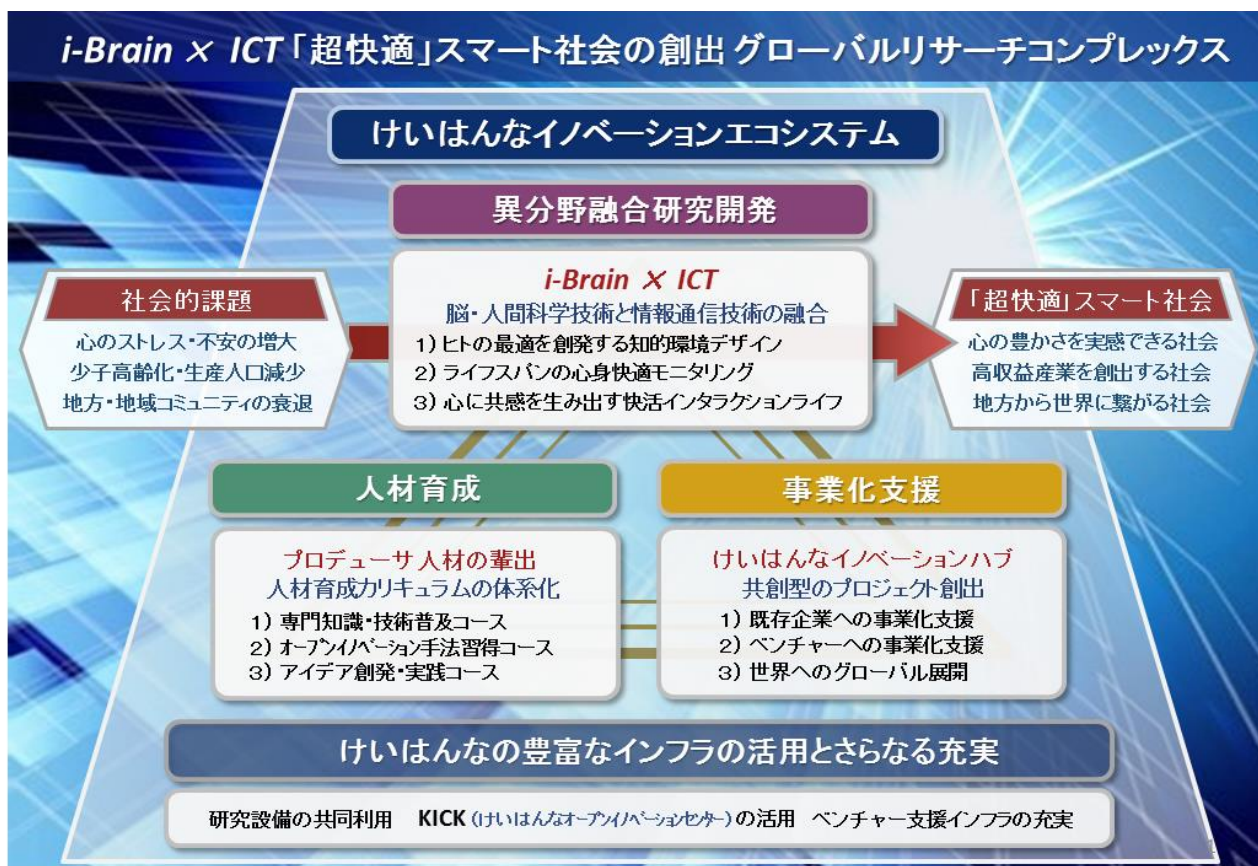 i-Brain × ICT「超快適」スマート社会の創出 グローバルリサーチコンプレックス
けいはんなイノベーションエコシステム
異分野融合研究開発
i-Brain × ICT
脳・人間科学技術と情報通信技術の融合
1) ヒトの最適を創発する知的環境デザイン
2) ライフスパンの心身快適モニタリング
3) 心に共感を生み出す快活インタラクションライフ
社会的課題
心のストレス・不安の増大
少子高齢化・生産人口減少
地方・地域コミュニティの衰退
「超快適」スマート社会
心の豊かさを実感できる社会
高収益産業を創出する社会
地方から世界に繋がる社会
人材育成
プロデューサ人材の輩出
人材育成カリキュラムの体系化
1) 専門知識・技術普及コース
2) オープンイノベーション手法習得コース
3) アイデア創発・実践コース
事業化支援
けいはんなイノベーションハブ
共創型のプロジェクト創出
1) 既存企業への事業化支援
2) ベンチャーへの事業化支援
3) 世界へのグローバル展開
けいはんなの豊富なインフラの活用とさらなる充実
研究設備の共同利用 KICK (けいはんなオープンイノベーションセンター) の活用 ベンチャー支援インフラの充実